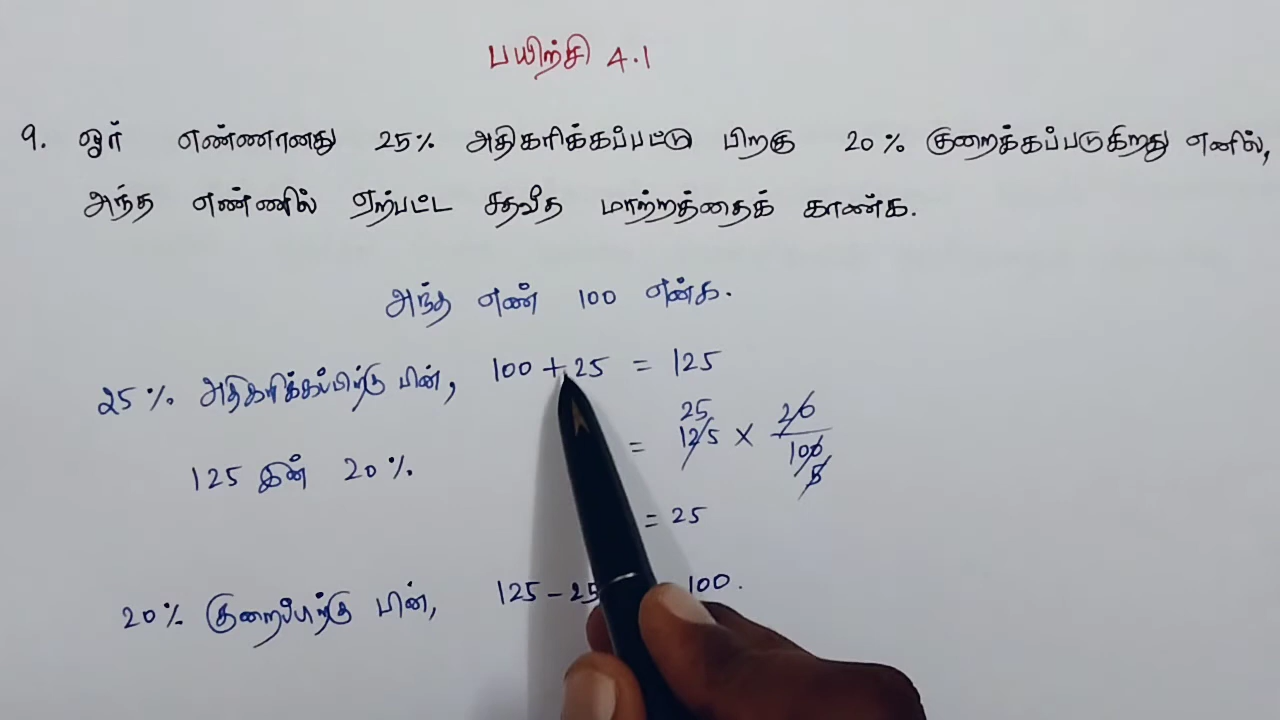 பயிற்சி 4.1
9. ஓர் எண்ணானது 25% அதிகரிக்கப்பட்டு பிறகு 20% குறைக்கப்படுகிறது எனில்,
அந்த எண்ணில் ஏற்பட்ட சதவீத மாற்றத்தைக் காண்க.
அந்த எண் 100 என்க.
25% அதிகரிக்கப்பிற்கு பின், 100 + 25 = 125
125 இன் 20% = 125 × 20/100
25
5
= 25
20% குறைப்பிற்கு பின், 125 - 25 100.